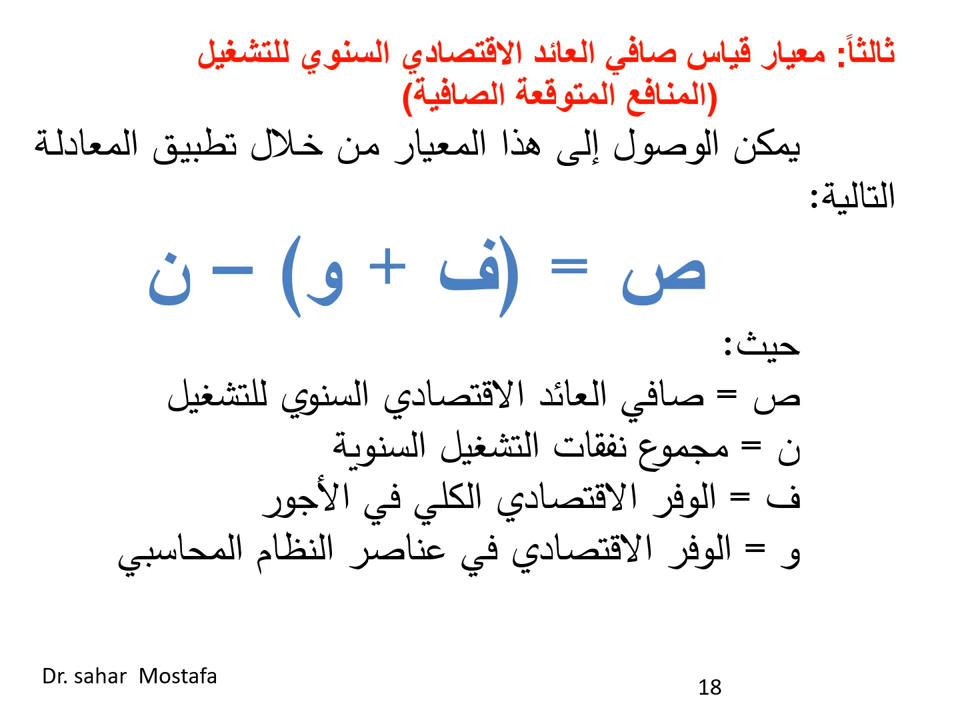 ثالثاً: معيار قياس صافي العائد الاقتصادي السنوي للتشغيل
(المنافع المتوقعة الصافية)
يمكن الوصول إلى هذا المعيار من خلال تطبيق المعادلة
التالية:
ص = (ف + و) – ن
حيث:
ص = صافي العائد الاقتصادي السنوي للتشغيل
ن = مجموع نفقات التشغيل السنوية
ف = الوفر الاقتصادي الكلي في الأجور
و = الوفر الاقتصادي في عناصر النظام المحاسبي
Dr. sahar Mostafa
18